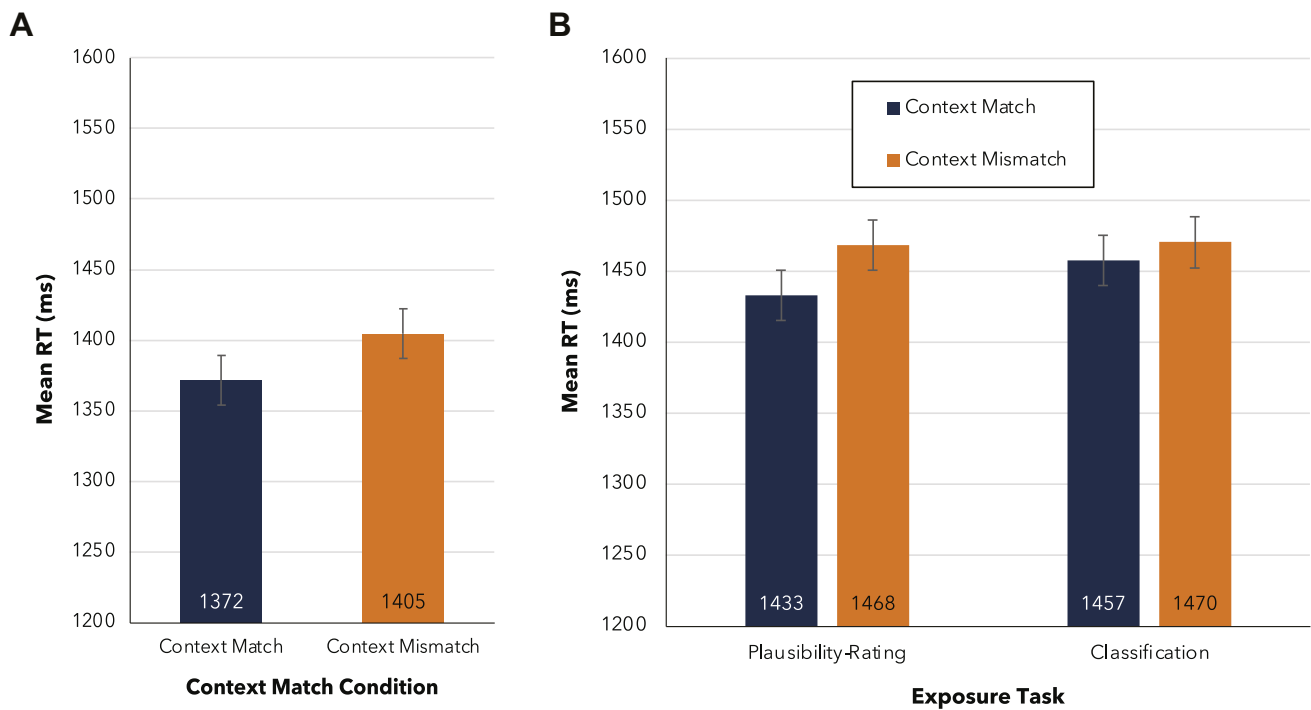 A
1600
1550
1500
1450
1400
1350
1300
1250
1200
Mean RT (ms)
1372
1405
Context Match
Context Mismatch
Context Match Condition
B
1600
1550
1500
1450
1400
1350
1300
1250
1200
Mean RT (ms)
Context Match
Context Mismatch
1433
1468
1457
1470
Plausibility-Rating
Classification
Exposure Task